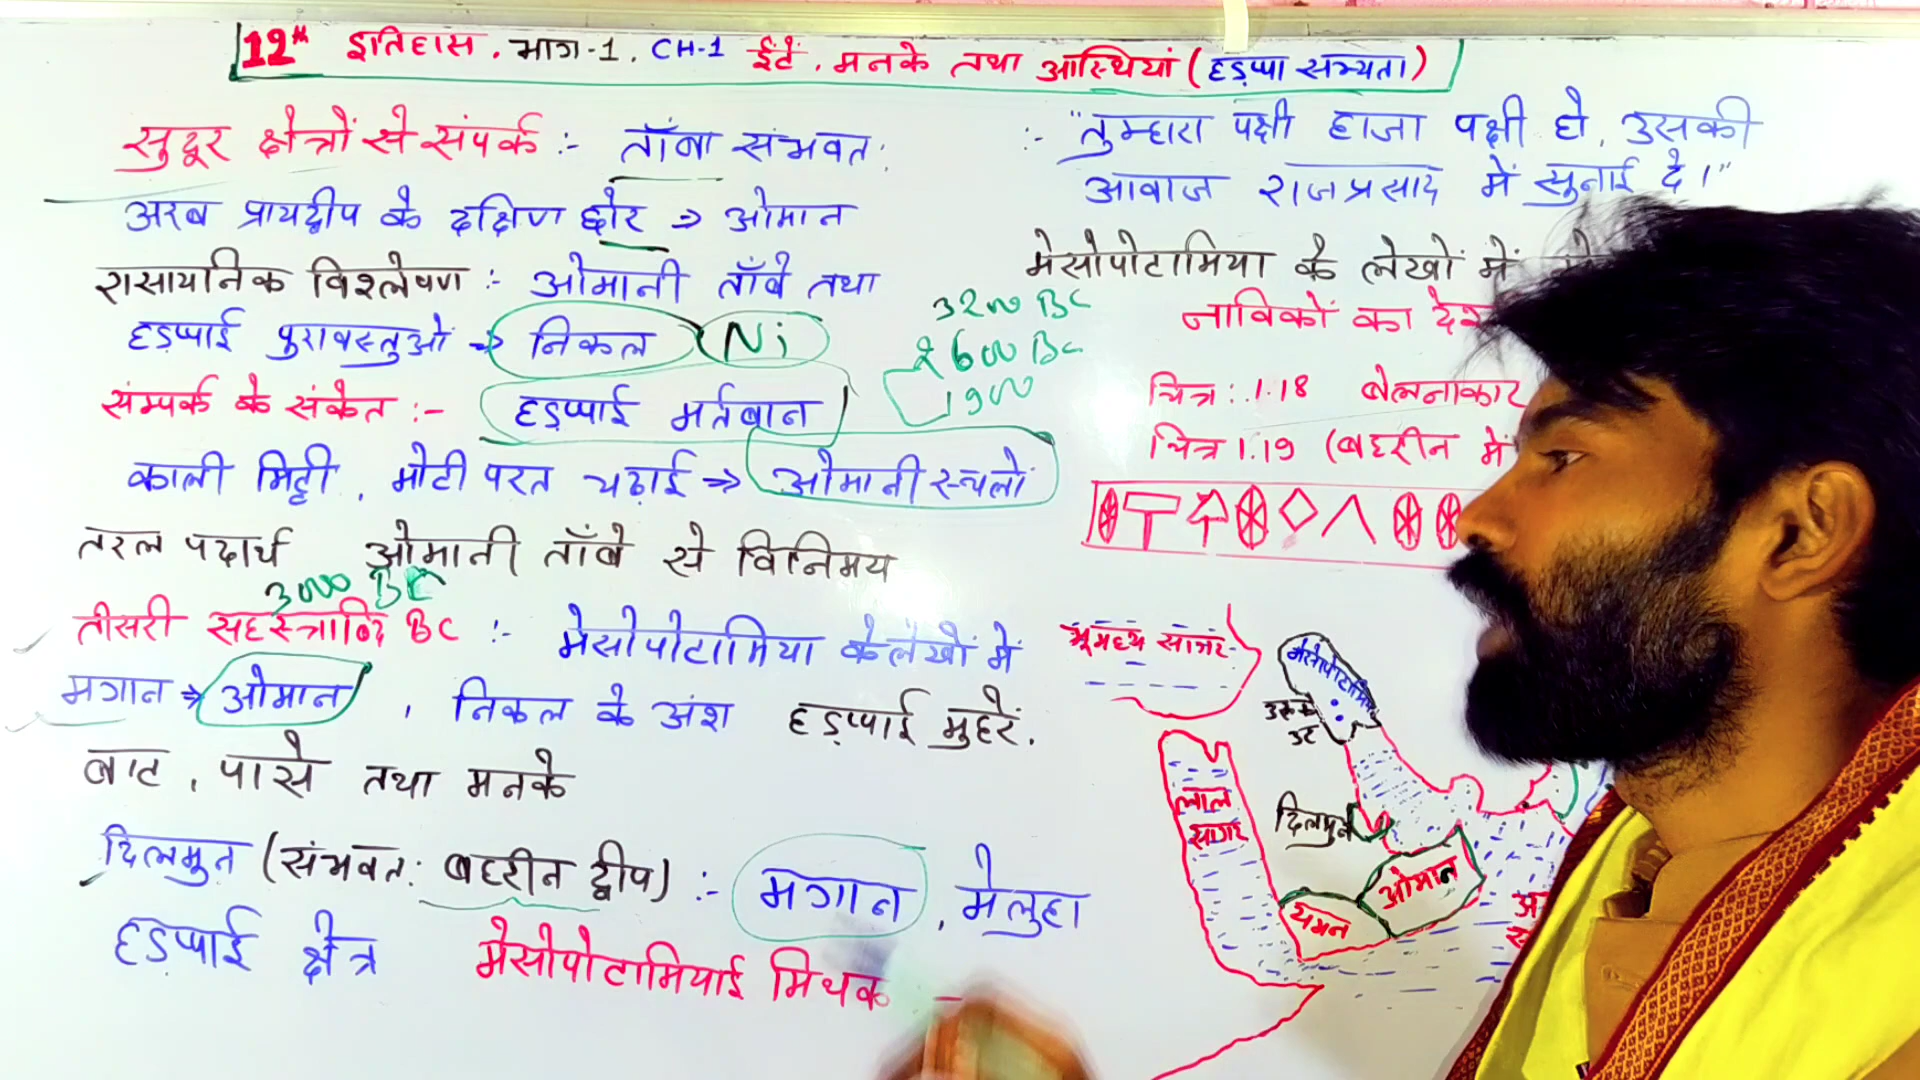 12th इतिहास. भाग-1. CH-1 ईंटें. मनके तथा आस्थियां (हड़प्पा सभ्यता)
सुदूर क्षेत्रों से संपर्क :- ताँबा संभवतः
अरब प्रायद्वीप के दक्षिण छोर ⇒ ओमान
रासायनिक विश्लेषण :- ओमानी ताँबे तथा
हड़प्पाई पुरावस्तुओं ⇒ निकल (Ni)
संम्पर्क के संकेत :- हड़प्पाई मर्तबान
काली मिट्टी, मोटी परत चढ़ाई ⇒ ओमानी स्थलों
तरल पदार्थ ओमानी ताँबे से विनिमय
3000 BC
तीसरी सहस्त्राब्दि BC :- मेसोपोटामिया के लेखों में
मगान ⇒ ओमान, निकल के अंश हड़प्पाई मुहरें.
बाट, पासे तथा मनके
दिलमुन (संभवत: बहरीन द्वीप) :- मगान, मेलुहा
हड़प्पाई क्षेत्र मेसोपोटामियाई मिथक -
3200 BC
2600 BC
1900
:- "तुम्हारा पक्षी हाजा पक्षी हो, उसकी
आवाज राजप्रसाद में सुनाई दे।"
मेसोपोटामिया के लेखों में
नाविकों का देश
चित्र: 1.18 बेलनाकार
चित्र 1.19 (बहरीन में
भूमध्य सागर
मेसोपोटामिया
उरुक
उर
लाल
सागर
दिलमुन
ओमान
यमन